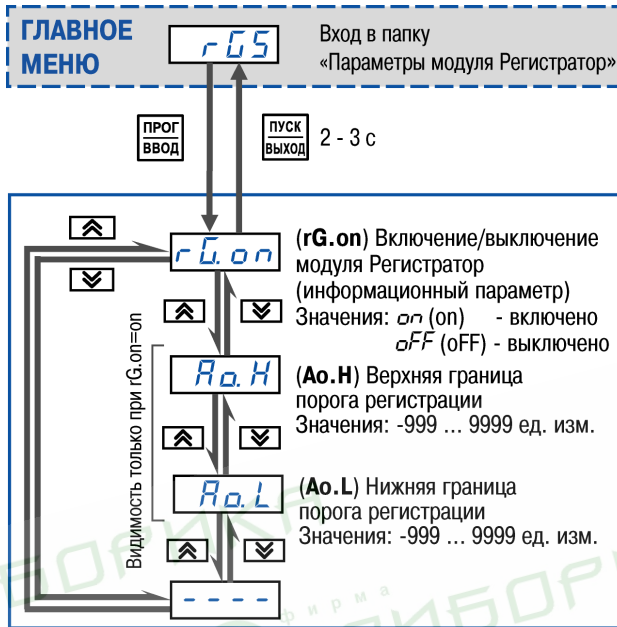 ГЛАВНОЕ
МЕНЮ
rGS
Вход в папку
«Параметры модуля Регистратор»
ПРОГ
ВВОД
ПУСК
ВЫХОД
2 - 3 с
rG.on
(rG.on) Включение/выключение
модуля Регистратор
(информационный параметр)
Значения: on (on) - включено
oFF (oFF) - выключено
Видимость только при rG.on=on
Ao.H
(Ao.H) Верхняя граница
порога регистрации
Значения: -999 ... 9999 ед. изм.
Ao.L
(Ao.L) Нижняя граница
порога регистрации
Значения: -999 ... 9999 ед. изм.
- - - -
фирма